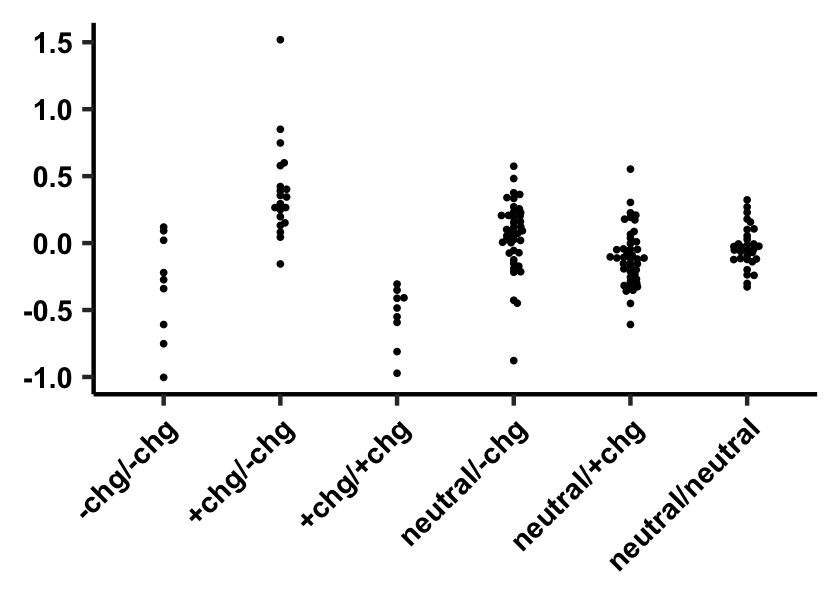 1.5
1.0
0.5
0.0
-0.5
-1.0
-chg/-chg
+chg/-chg
+chg/+chg
neutral/-chg
neutral/+chg
neutral/neutral